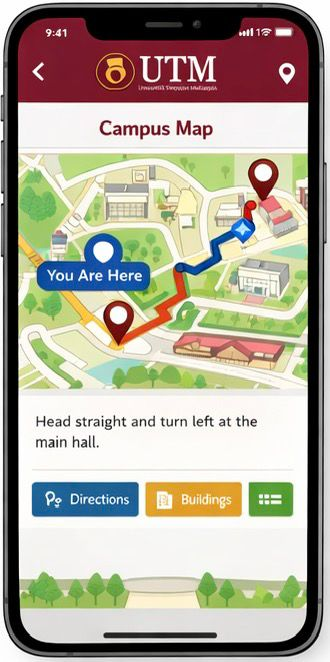 9:41
UTM
Campus Map
You Are Here
Head straight and turn left at the
main hall.
Directions
Buildings